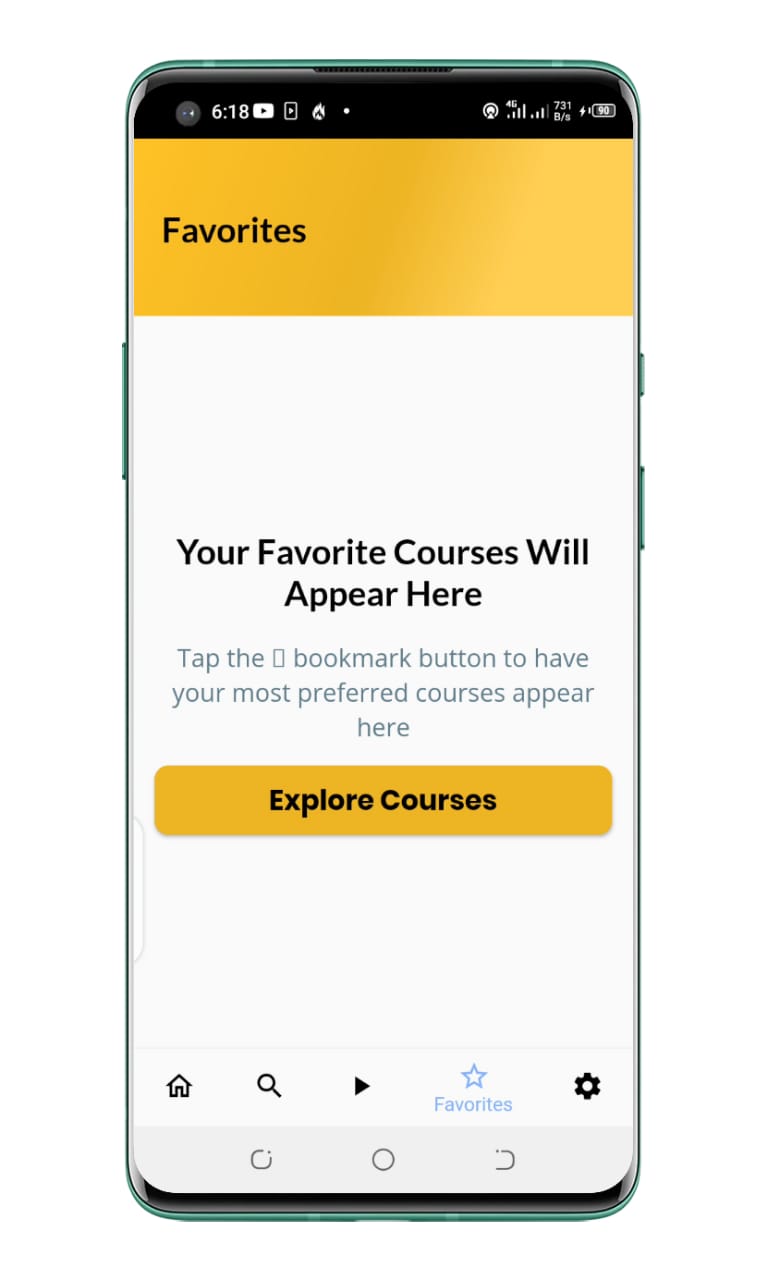 6:18
4G
731
B/s
90
Favorites
Your Favorite Courses Will
Appear Here
Tap the ▯ bookmark button to have
your most preferred courses appear
here
Explore Courses
Favorites